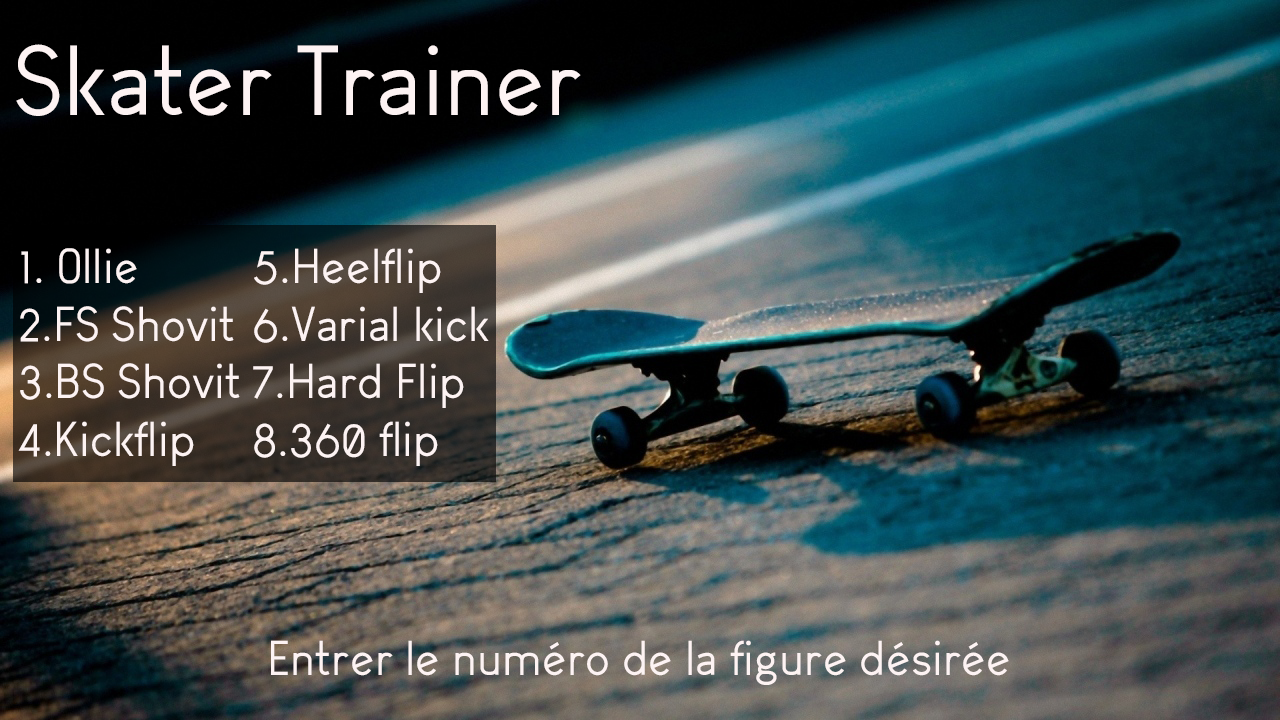 Skater Trainer
1. Ollie
2.FS Shovit
3.BS Shovit
4.Kickflip
5.Heelflip
6.Varial kick
7.Hard Flip
8.360 flip
Entrer le numéro de la figure désirée